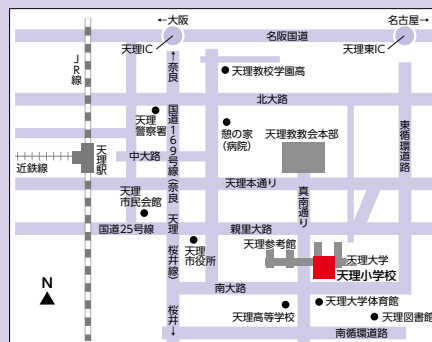 ←大阪
名古屋→
天理IC
名阪国道
天理東IC
JR線
↑奈良
天理教校学園高
北大路
天理
警察署
国道169号線(奈良 天理 桜井線)
憩の家
(病院)
天理教教会本部
東循環道路
天理駅
中大路
近鉄線
天理本通り
天理
市民会館
真南通り
国道25号線
親里大路
天理
市役所
天理参考館
天理大学
天理小学校
南大路
N
桜井→
天理高等学校
天理大学体育館
天理図書館
南循環道路